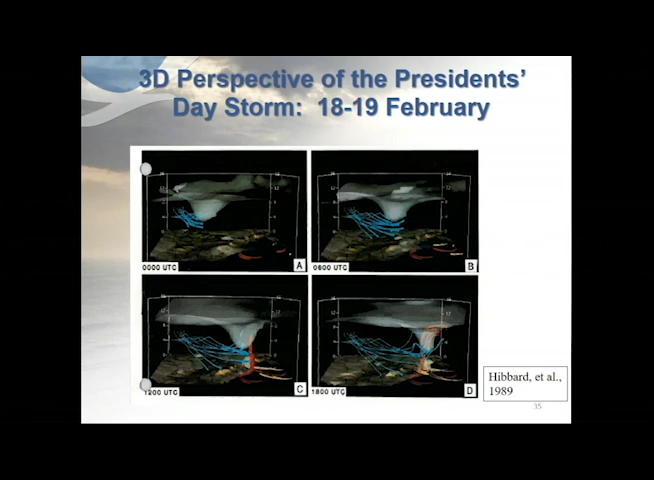 3D Perspective of the Presidents'
Day Storm: 18-19 February
0000 UTC
A
0600 UTC
B
1200 UTC
C
1800 UTC
D
Hibbard, et al.,
1989
35